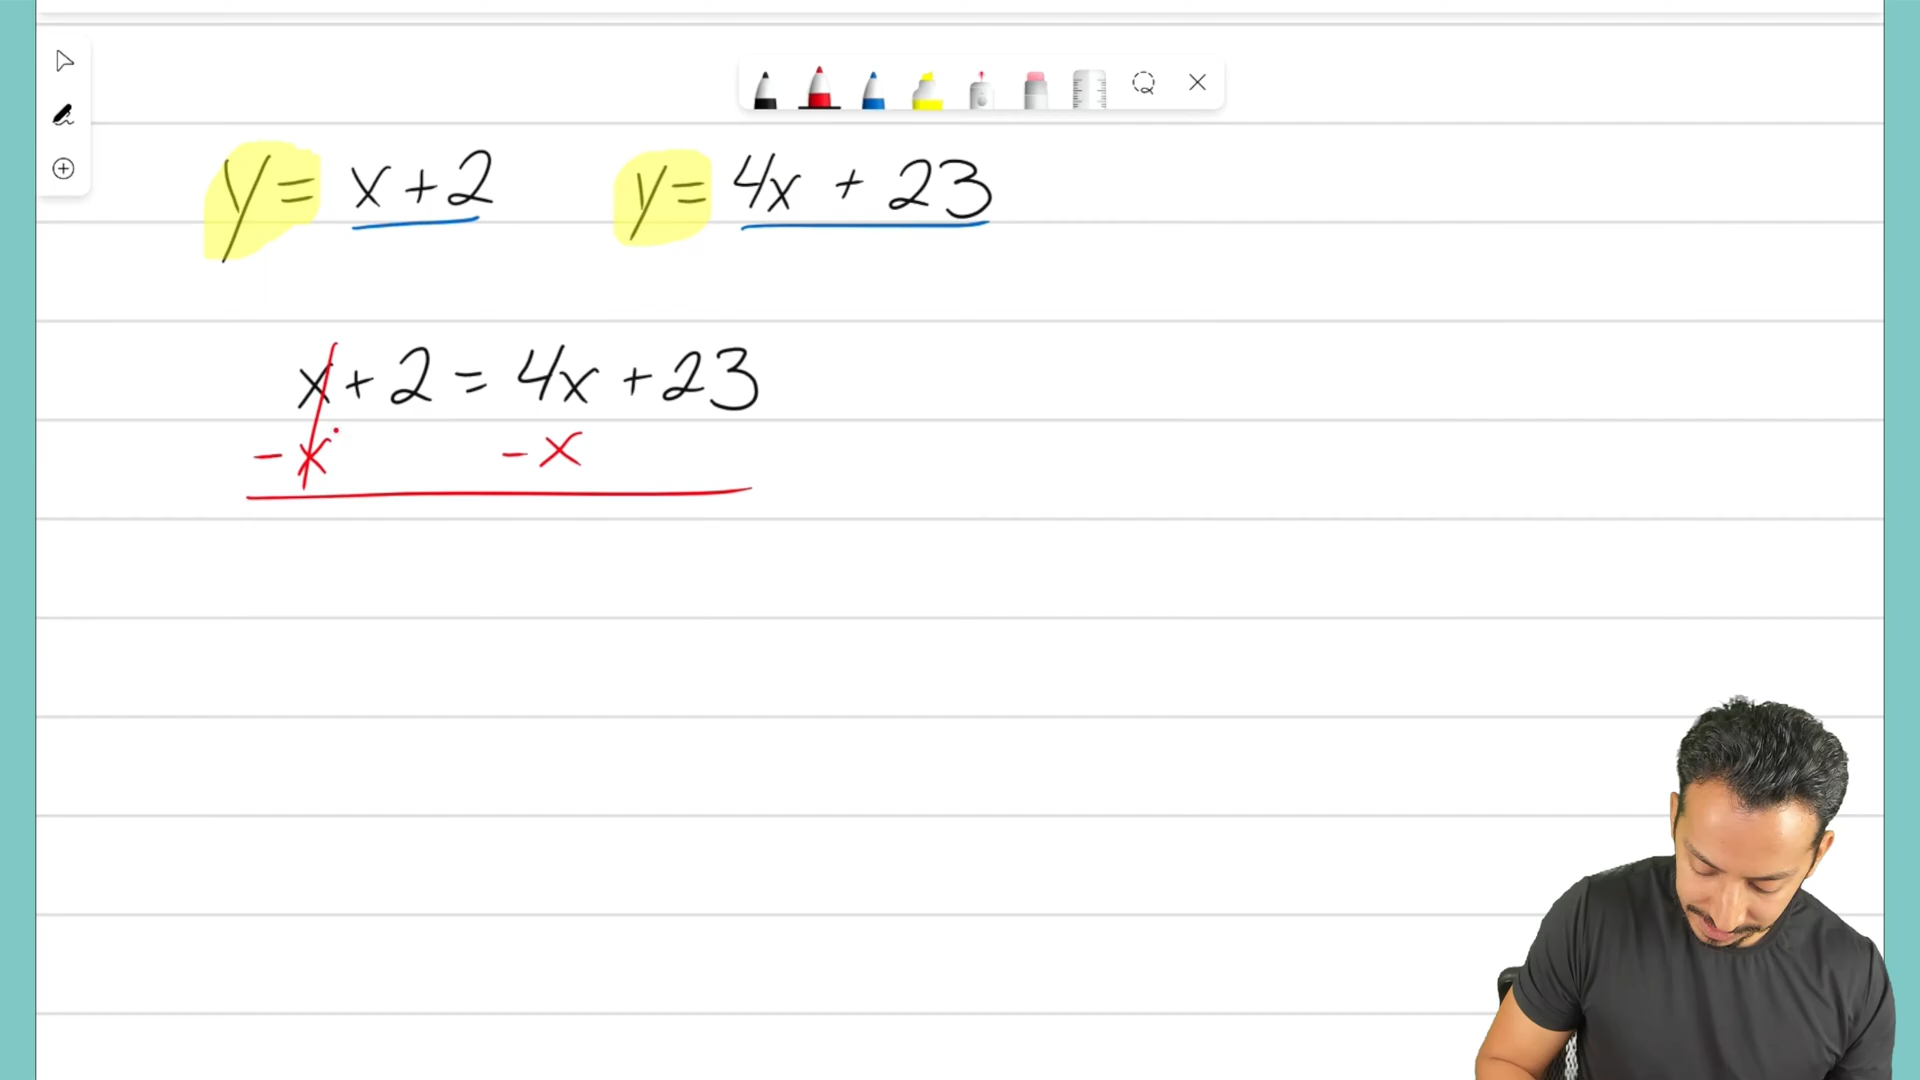 y = x + 2 y = 4x + 23
x + 2 = 4x + 23
- x - x